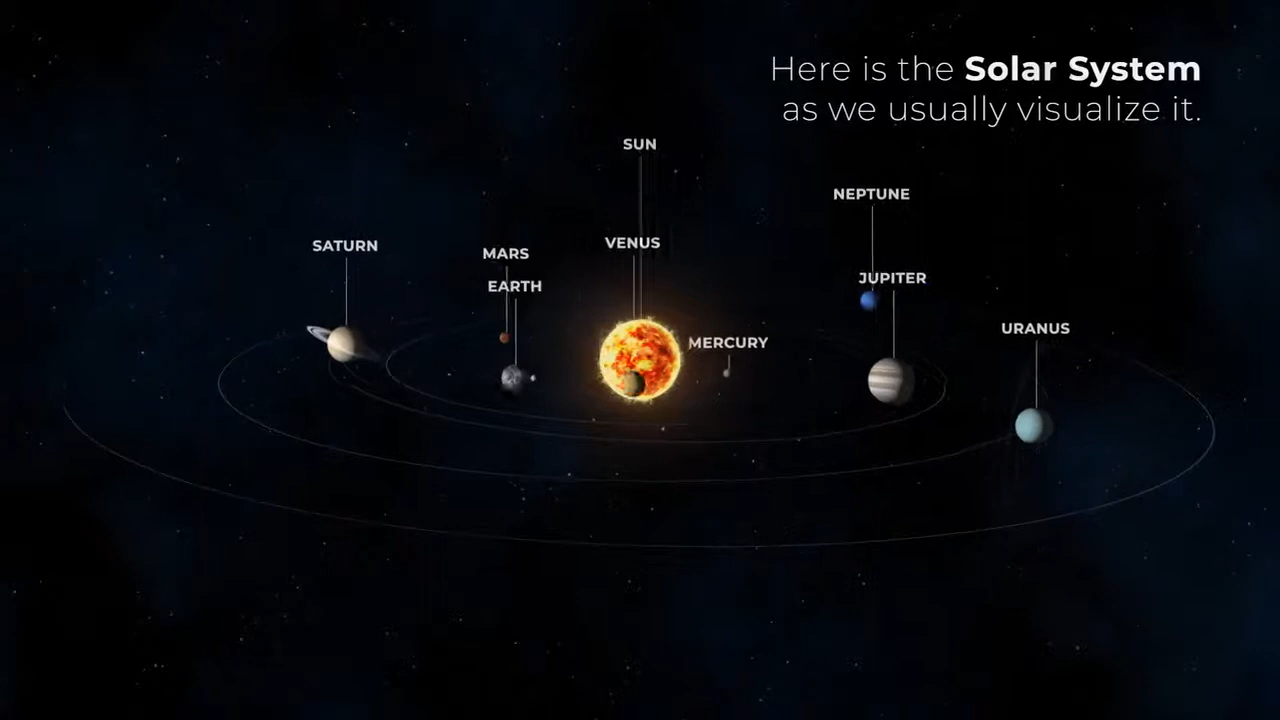 Here is the Solar System
as we usually visualize it.
SUN
NEPTUNE
VENUS
SATURN
MARS
JUPITER
EARTH
URANUS
MERCURY